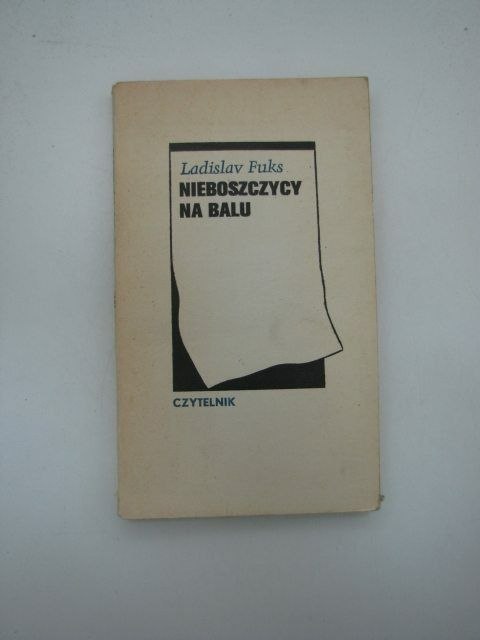 Ladislav Fuks
NIEBOSZCZYCY
NA BALU
CZYTELNIK